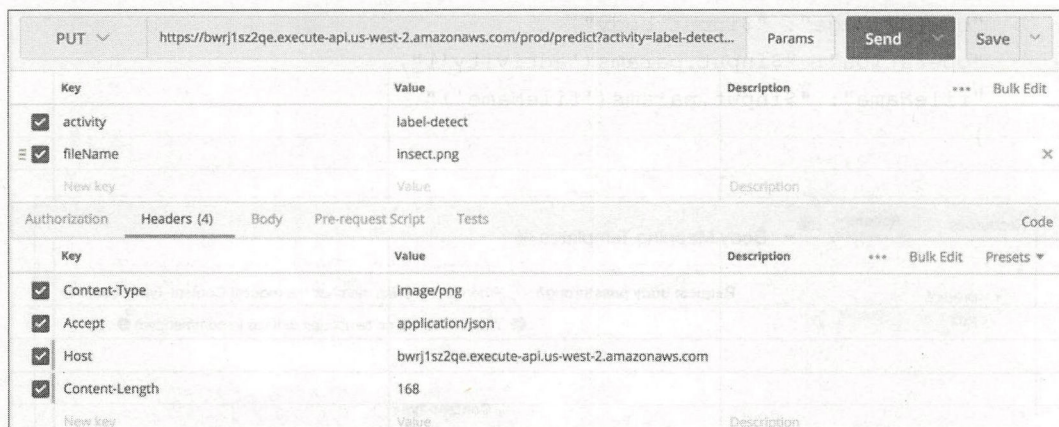 PUT https://bwrj1sz2qe.execute-api.us-west-2.amazonaws.com/prod/predict?activity=label-detect... Params Send Save
Key Value Description ... Bulk Edit
activity label-detect
fileName insect.png
New key Value Description
Authorization Headers (4) Body Pre-request Script Tests Code
Key Value Description ... Bulk Edit Presets
Content-Type image/png
Accept application/json
Host bwrj1sz2qe.execute-api.us-west-2.amazonaws.com
Content-Length 168
New key Value Description